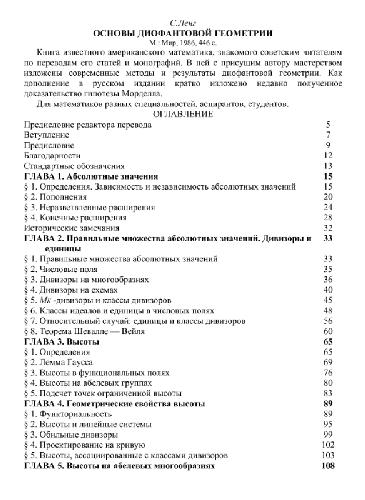 С.Ленг
ОСНОВЫ ДИОФАНТОВОЙ ГЕОМЕТРИИ
М.: Мир, 1986, 446 с.
Книга известного американского математика, знакомого советским читателям
по переводам его статей и монографий. В ней с присущим автору мастерством
изложены современные методы и результаты диофантовой геометрии. Как
дополнение в русском издании кратко изложено недавно полученное
доказательство гипотезы Морделла.
Для математиков разных специальностей, аспирантов, студентов.
ОГЛАВЛЕНИЕ
Предисловие редактора перевода 5
Вступление 7
Предисловие 9
Благодарности 12
Стандартные обозначения 13
ГЛАВА 1. Абсолютные значения 15
§ 1. Определения. Зависимость и независимость абсолютных значений 15
§ 2. Пополнения 20
§ 3. Неразветвленные расширения 24
§ 4. Конечные расширения 28
Исторические замечания 32
ГЛАВА 2. Правильные множества абсолютных значений. Дивизоры и 33
единицы
§ 1. Правильные множества абсолютных значений 33
§ 2. Числовые поля 35
§ 3. Дивизоры на многообразиях 36
§ 4. Дивизоры на схемах 40
§ 5. Мк -дивизоры и классы дивизоров 45
§ 6. Классы идеалов и единицы в числовых полях 48
§ 7. Относительный случай: единицы и классы дивизоров 56
§ 8. Теорема Шевалле — Вейля 60
ГЛАВА 3. Высоты 65
§ 1. Определения 65
§ 2. Лемма Гаусса 69
§ 3. Высоты в функциональных полях 76
§ 4. Высоты на абелевых группах 80
§ 5. Подсчет точек ограниченной высоты 83
ГЛАВА 4. Геометрические свойства высоты 89
§ 1. Функториальность 89
§ 2. Высоты и линейные системы 95
§ 3. Обильные дивизоры 99
§ 4. Проектирование на кривую 102
§ 5. Высоты, ассоциированные с классами дивизоров 103
ГЛАВА 5. Высоты на абелевых многообразиях 108